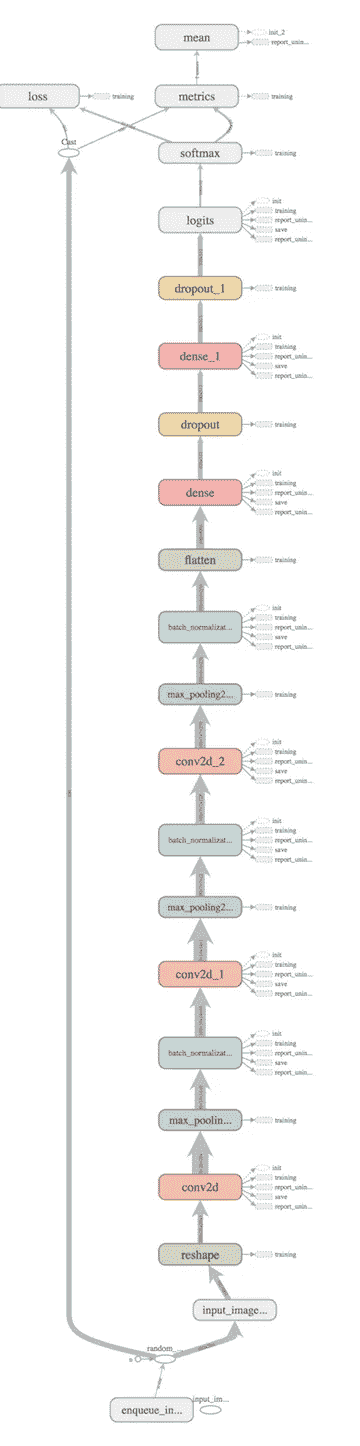 mean
init_2
report_unin...
loss
training
metrics
training
Cast
softmax
training
logits
init
training
report_unin...
save
report_unin...
dropout_1
training
dense_1
init
training
report_unin...
save
report_unin...
dropout
training
dense
init
training
report_unin...
save
report_unin...
flatten
training
batch_normalizat...
init
training
report_unin...
save
report_unin...
max_pooling2...
training
conv2d_2
init
training
report_unin...
save
report_unin...
batch_normalizat...
init
training
report_unin...
save
report_unin...
max_pooling2...
training
conv2d_1
init
training
report_unin...
save
report_unin...
batch_normalizat...
init
training
report_unin...
save
report_unin...
max_poolin...
training
conv2d
init
training
report_unin...
save
report_unin...
reshape
training
input_image...
random_...
enqueue_in...
input_im...